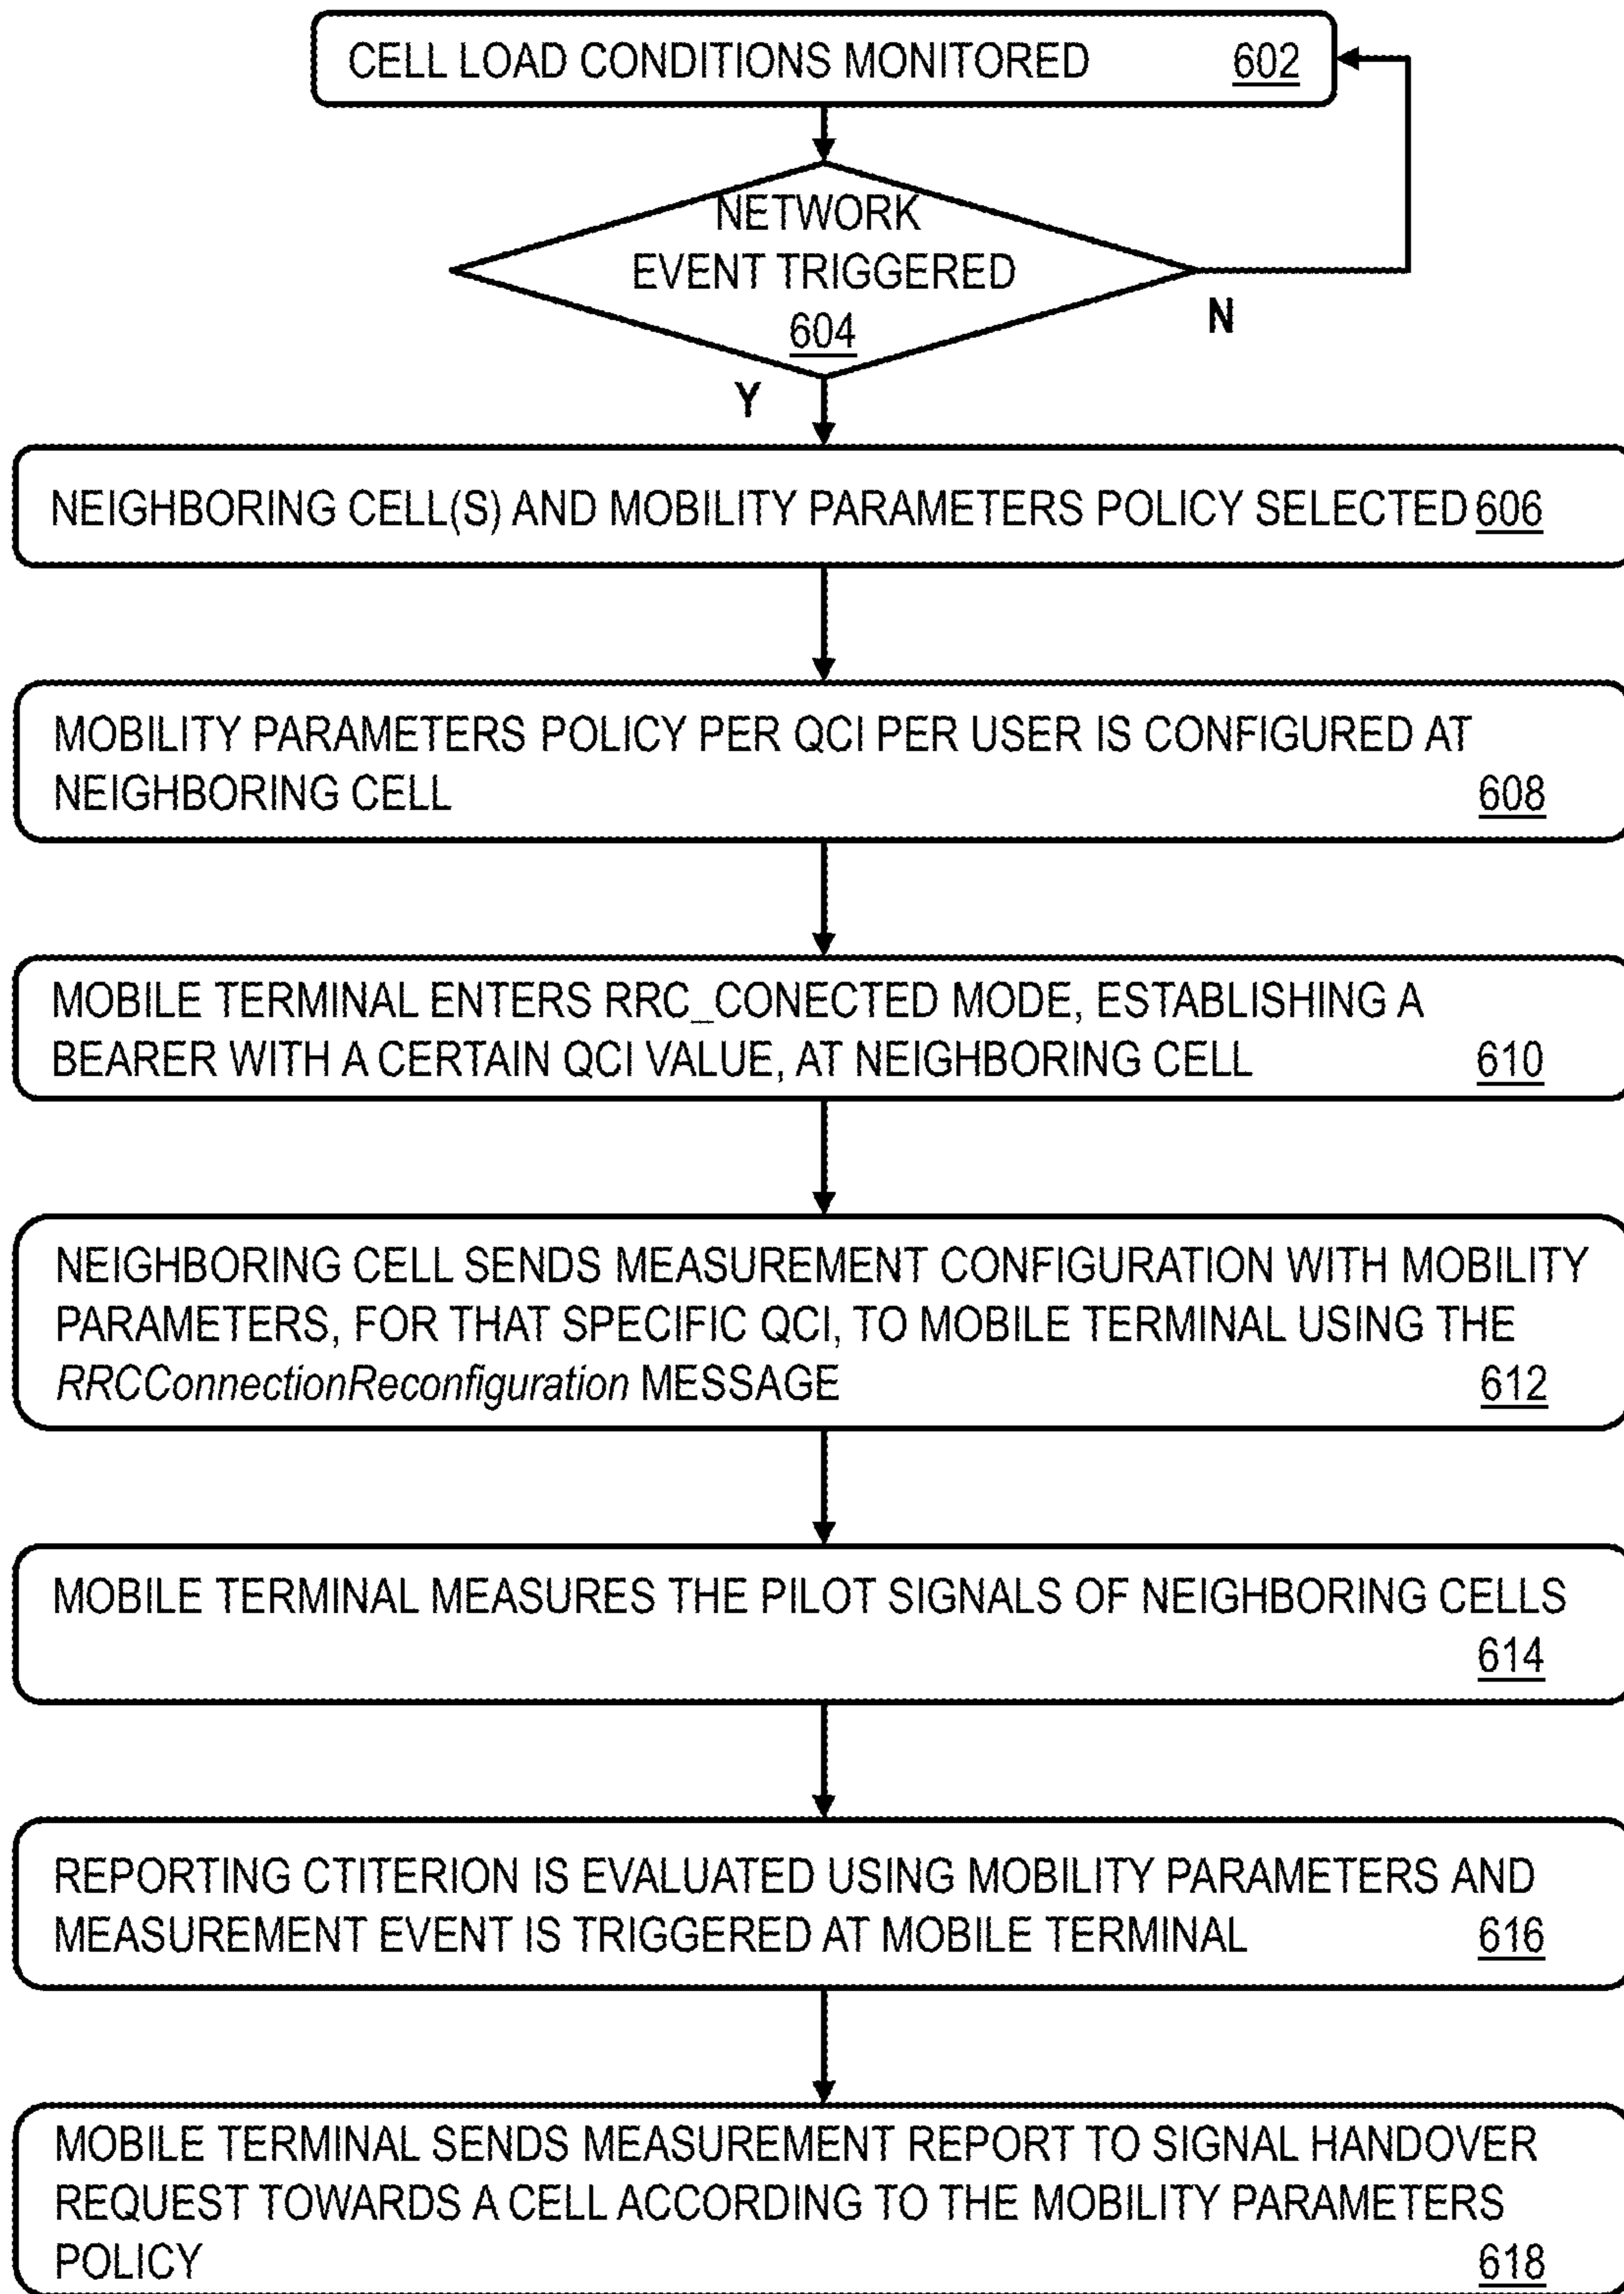 CELL LOAD CONDITIONS MONITORED 602
NETWORK
EVENT TRIGGERED
604
N
Y
NEIGHBORING CELL(S) AND MOBILITY PARAMETERS POLICY SELECTED 606
MOBILITY PARAMETERS POLICY PER QCI PER USER IS CONFIGURED AT
NEIGHBORING CELL 608
MOBILE TERMINAL ENTERS RRC_CONECTED MODE, ESTABLISHING A
BEARER WITH A CERTAIN QCI VALUE, AT NEIGHBORING CELL 610
NEIGHBORING CELL SENDS MEASUREMENT CONFIGURATION WITH MOBILITY
PARAMETERS, FOR THAT SPECIFIC QCI, TO MOBILE TERMINAL USING THE
RRCConnectionReconfiguration MESSAGE 612
MOBILE TERMINAL MEASURES THE PILOT SIGNALS OF NEIGHBORING CELLS
614
REPORTING CTITERION IS EVALUATED USING MOBILITY PARAMETERS AND
MEASUREMENT EVENT IS TRIGGERED AT MOBILE TERMINAL 616
MOBILE TERMINAL SENDS MEASUREMENT REPORT TO SIGNAL HANDOVER
REQUEST TOWARDS A CELL ACCORDING TO THE MOBILITY PARAMETERS
POLICY 618